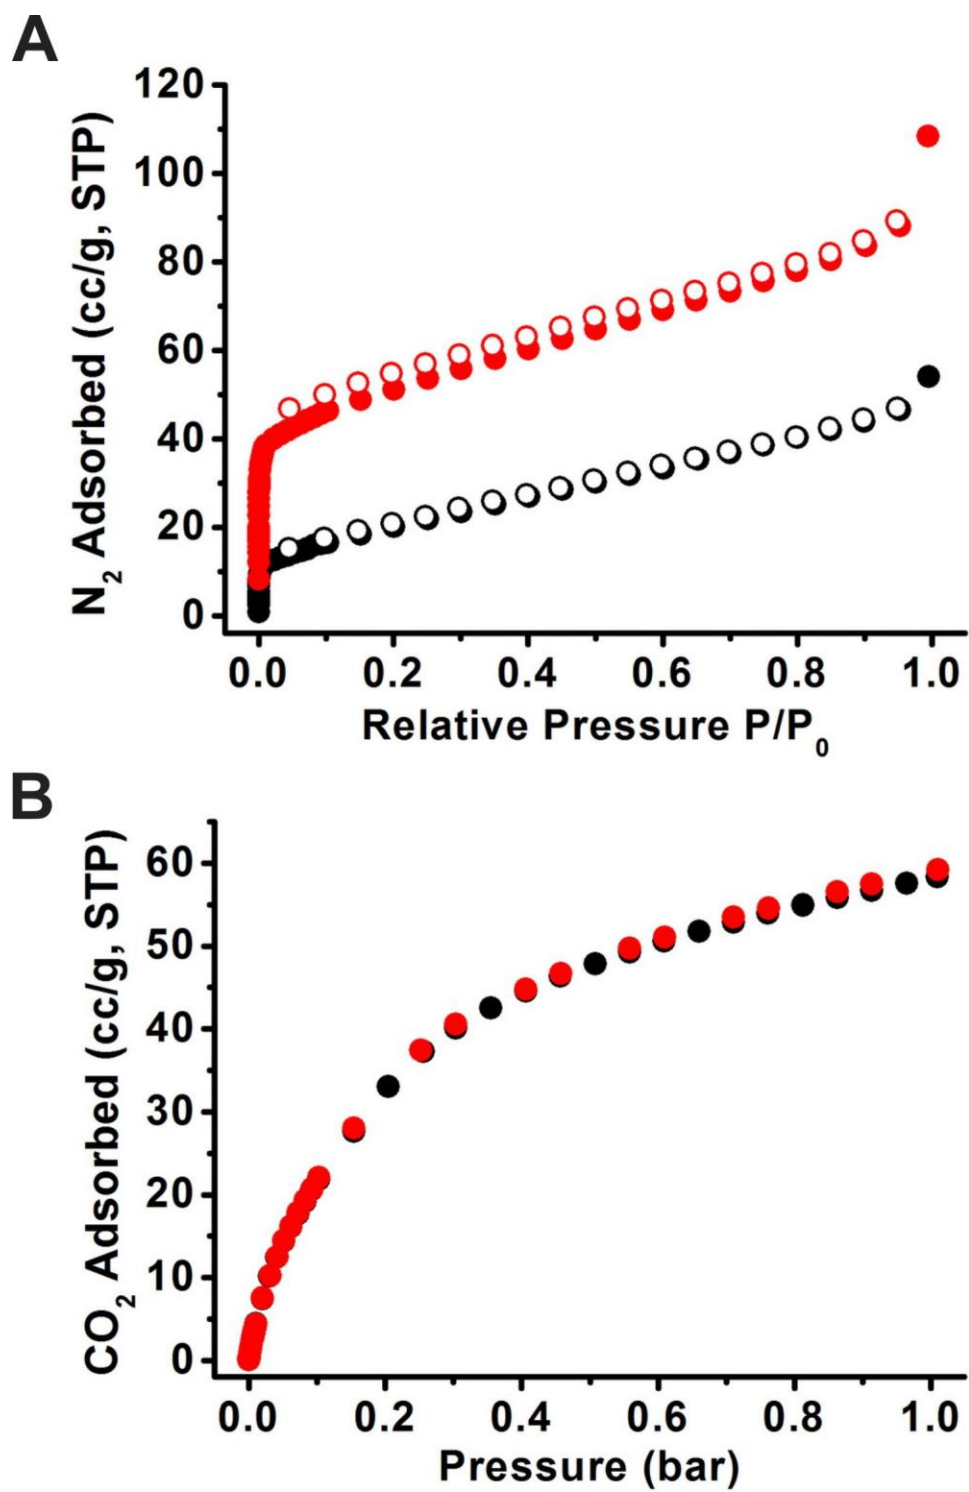 A
N2 Adsorbed (cc/g, STP)
120
100
80
60
40
20
0
0.0 0.2 0.4 0.6 0.8 1.0
Relative Pressure P/P0
B
CO2 Adsorbed (cc/g, STP)
60
50
40
30
20
10
0
0.0 0.2 0.4 0.6 0.8 1.0
Pressure (bar)